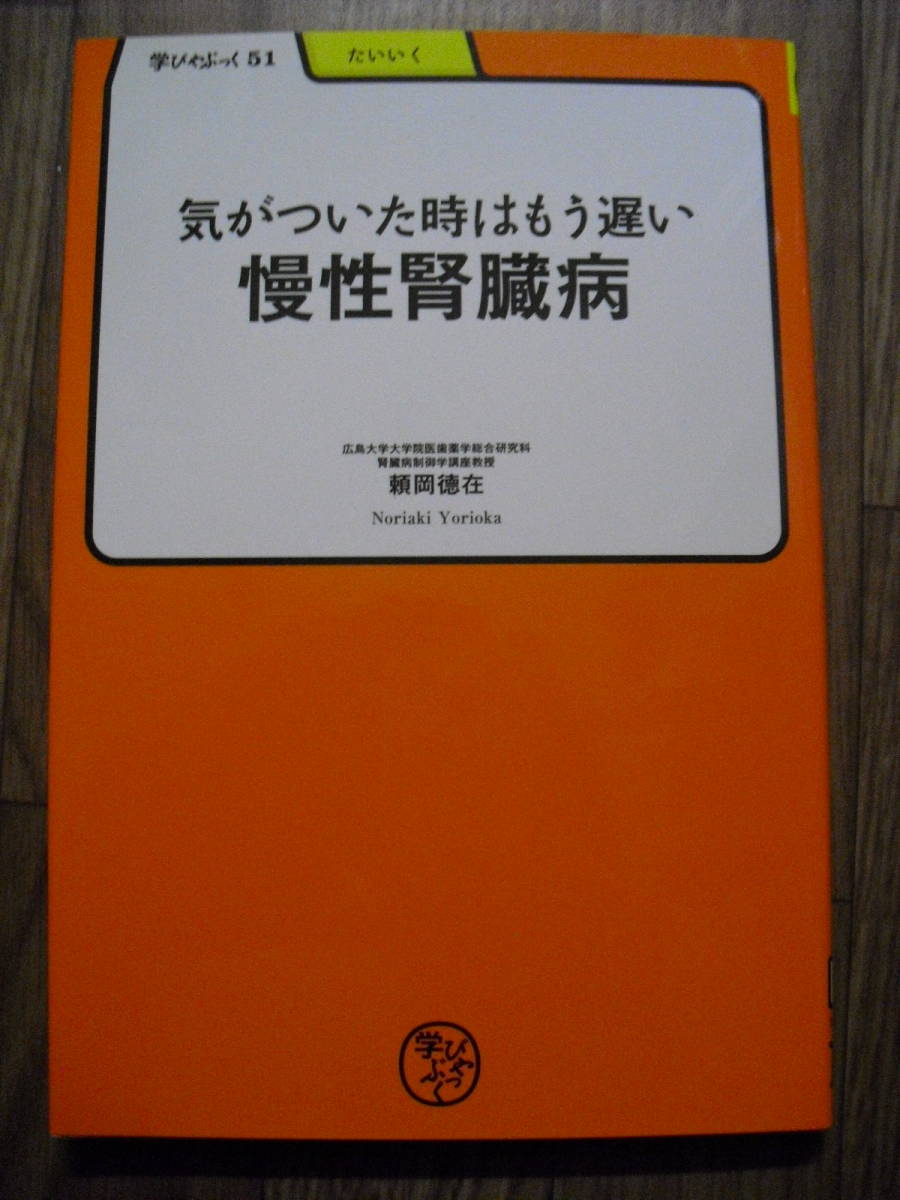 学びやぶっく 51
たいいく
気がついた時はもう遅い
慢性腎臓病
広島大学大学院医歯薬学総合研究科
腎臓病制御学講座教授
頼岡德在
Noriaki Yorioka
学びやぶっく